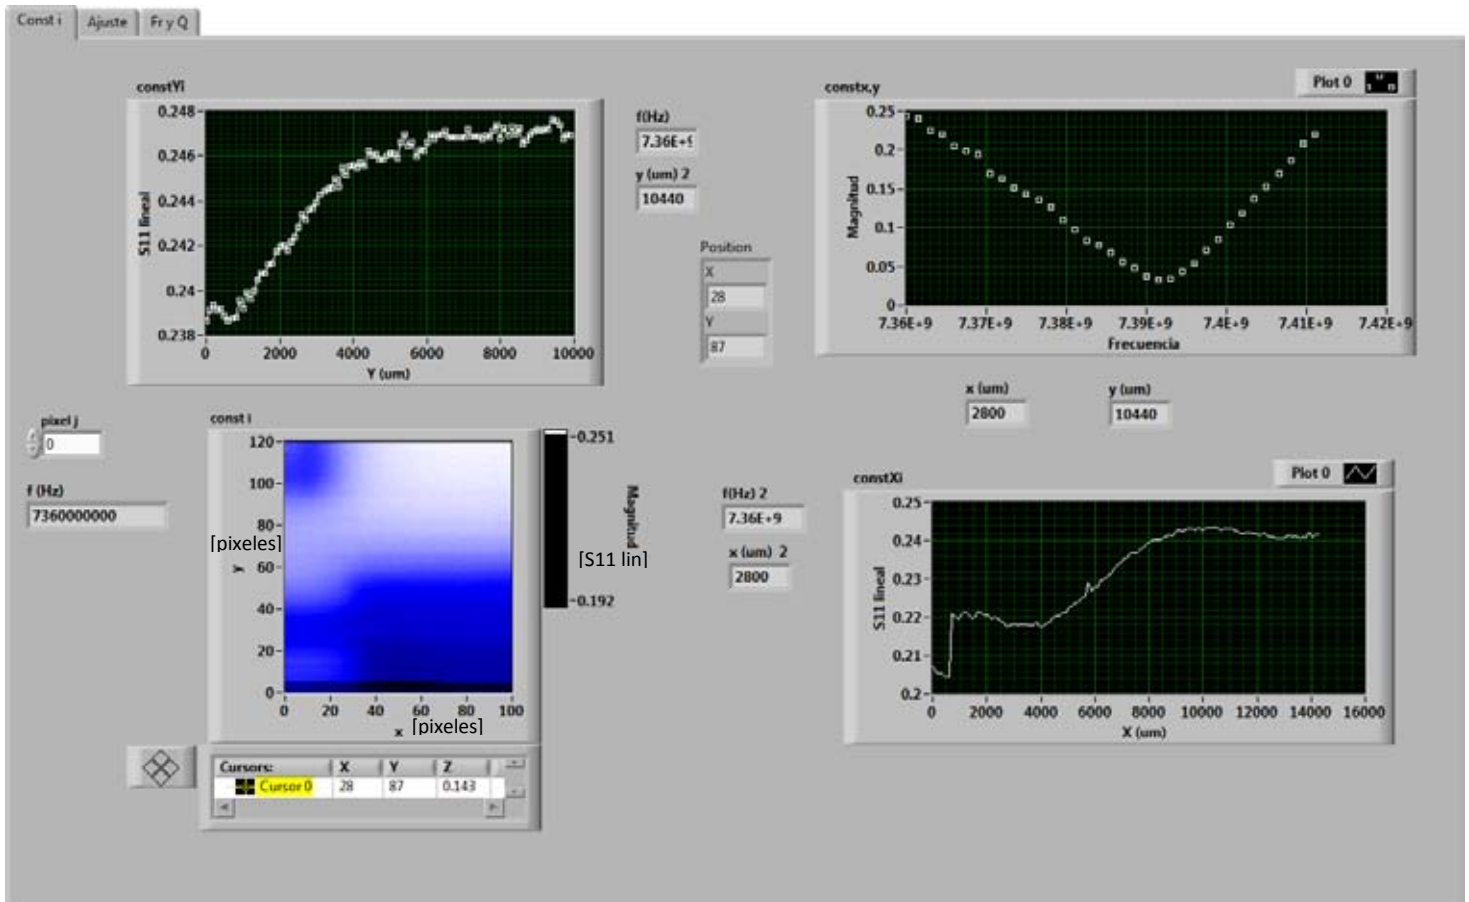 Const i Ajuste Fr y Q
constYi
0.248
0.246
0.244
0.242
0.24
0.238
S11 lineal
0 2000 4000 6000 8000 10000
Y (um)
f(Hz)
7.36E+9
y (um) 2
10440
Position
X
28
Y
87
constx,y
Plot 0
0.25
0.2
0.15
0.1
0.05
0
Magnitud
7.36E+9 7.37E+9 7.38E+9 7.39E+9 7.4E+9 7.41E+9 7.42E+9
Frecuencia
x (um)
2800
y (um)
10440
pixel j
0
f (Hz)
7360000000
const i
120
100
80
60
40
20
0
[pixeles]
y
0 20 40 60 80 100
x [pixeles]
0.251
0.192
Magnitud
[S11 lin]
Cursors: X Y Z
Cursor 0 28 87 0.143
f(Hz) 2
7.36E+9
x (um) 2
2800
constXi
Plot 0
0.25
0.24
0.23
0.22
0.21
0.2
S11 lineal
0 2000 4000 6000 8000 10000 12000 14000 16000
X (um)